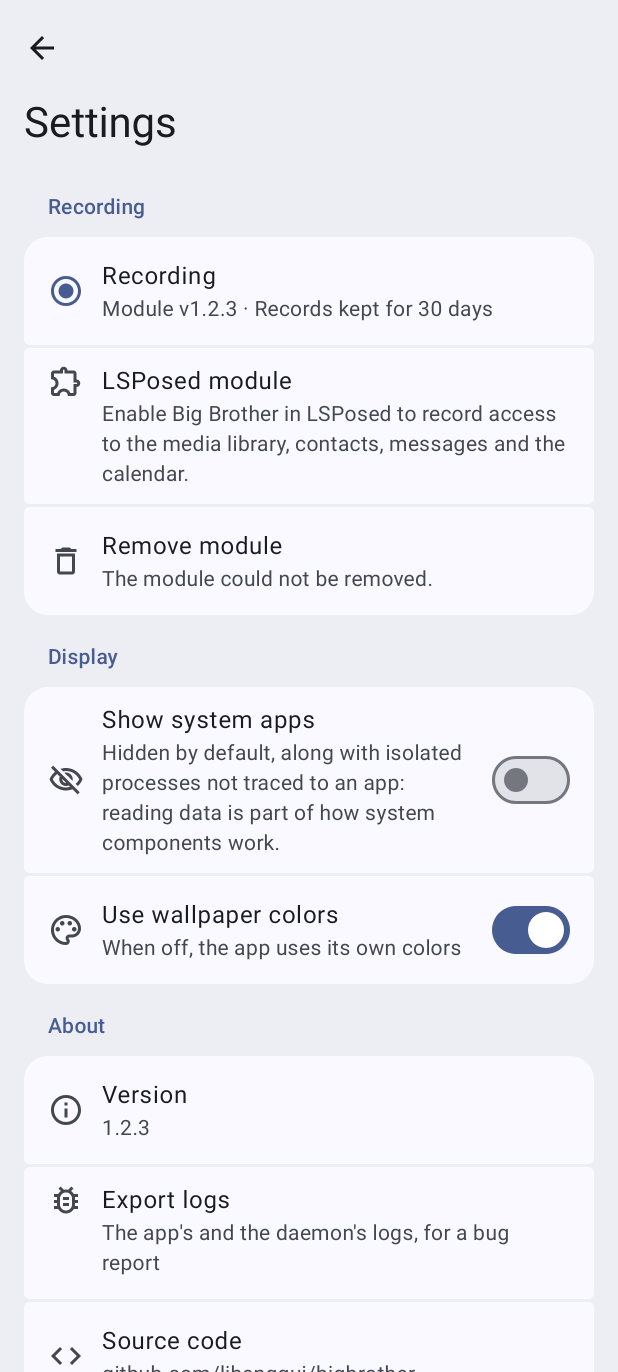 Settings
Recording
Recording
Module v1.2.3 · Records kept for 30 days
LSPosed module
Enable Big Brother in LSPosed to record access
to the media library, contacts, messages and the
calendar.
Remove module
The module could not be removed.
Display
Show system apps
Hidden by default, along with isolated
processes not traced to an app:
reading data is part of how system
components work.
Use wallpaper colors
When off, the app uses its own colors
About
Version
1.2.3
Export logs
The app's and the daemon's logs, for a bug
report
Source code